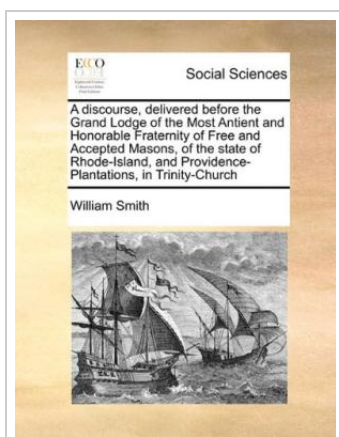 ECCO
Social Sciences
A discourse, delivered before the
Grand Lodge of the Most Antient and
Honorable Fraternity of Free and
Accepted Masons, of the state of
Rhode-Island, and Providence-
Plantations, in Trinity-Church
William Smith